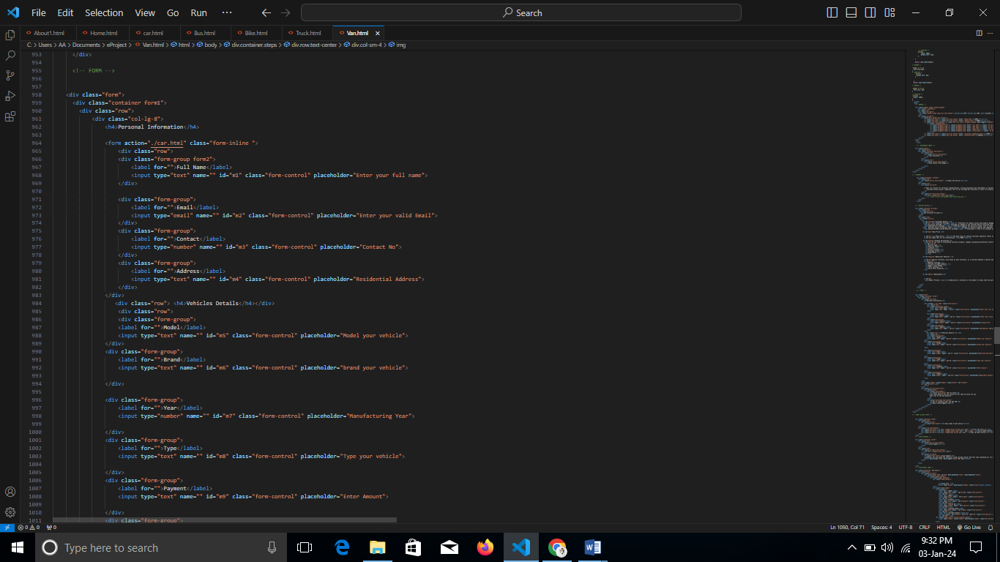 File Edit Selection View Go Run ··· Search
About1.html Home.html car.html Bus.html Bike.html Truck.html Van.html
C: > Users > AA > Documents > eProject > Van.html > html > body > div.container.steps > div.row.text-center > div.col-sm-4 > img
953 </div>
954
955 <!-- FORM -->
956
957
958 <div class="form">
959 <div class="container form1">
960 <div class="row">
961 <div class="col-lg-8">
962 <h4>Personal Information</h4>
963
964 <form action="./car.html" class="form-inline ">
965 <div class="row">
966 <div class="form-group form2">
967 <label for="">Full Name</label>
968 <input type="text" name="" id="m1" class="form-control" placeholder="Enter your full name">
969 </div>
970
971 <div class="form-group">
972 <label for="">Email</label>
973 <input type="email" name="" id="m2" class="form-control" placeholder="Enter your valid Email">
974 </div>
975 <div class="form-group">
976 <label for="">Contact</label>
977 <input type="number" name="" id="m3" class="form-control" placeholder="Contact No">
978 </div>
979 <div class="form-group">
980 <label for="">Address</label>
981 <input type="text" name="" id="m4" class="form-control" placeholder="Residential Address">
982 </div>
983 </div>
984 <div class="row"> <h4>Vehicles Details</h4></div>
985 <div class="row">
986 <div class="form-group">
987 <label for="">Model</label>
988 <input type="text" name="" id="m5" class="form-control" placeholder="Model your vehicle">
989 </div>
990 <div class="form-group">
991 <label for="">Brand</label>
992 <input type="text" name="" id="m6" class="form-control" placeholder="brand your vehicle">
993
994 </div>
995
996 <div class="form-group">
997 <label for="">Year</label>
998 <input type="number" name="" id="m7" class="form-control" placeholder="Manufacturing Year">
999
1000 </div>
1001 <div class="form-group">
1002 <label for="">Type</label>
1003 <input type="text" name="" id="m8" class="form-control" placeholder="Type your vehicle">
1004
1005 </div>
1006 <div class="form-group">
1007 <label for="">Payment</label>
1008 <input type="text" name="" id="m9" class="form-control" placeholder="Enter Amount">
1009
1010 </div>
1011 <div class="form-group">
0 0 0 Ln 1050, Col 71 Spaces: 4 UTF-8 CRLF HTML Go Live
Type here to search
9:32 PM
03-Jan-24